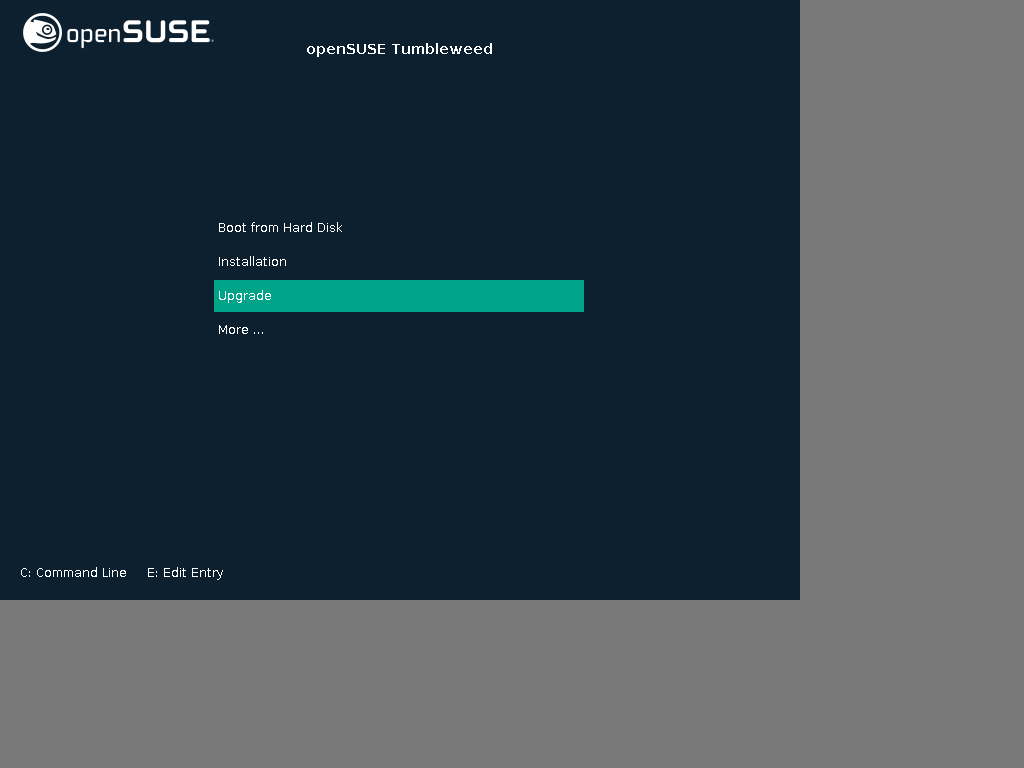 openSUSE
openSUSE Tumbleweed
Boot from Hard Disk
Installation
Upgrade
More ...
C: Command Line E: Edit Entry